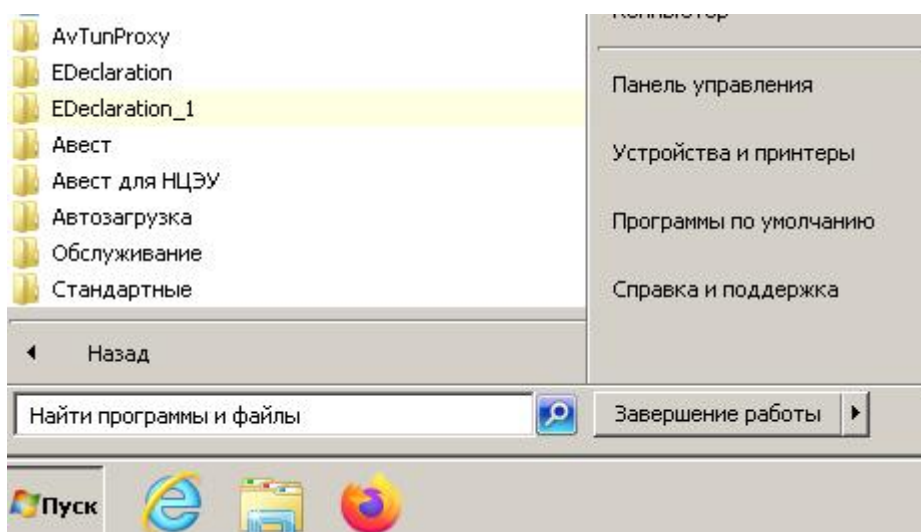 AvTunProxy
EDeclaration
EDeclaration_1
Авест
Авест для НЦЭУ
Автозагрузка
Обслуживание
Стандартные
Назад
Найти программы и файлы
Компьютер
Панель управления
Устройства и принтеры
Программы по умолчанию
Справка и поддержка
Завершение работы
Пуск